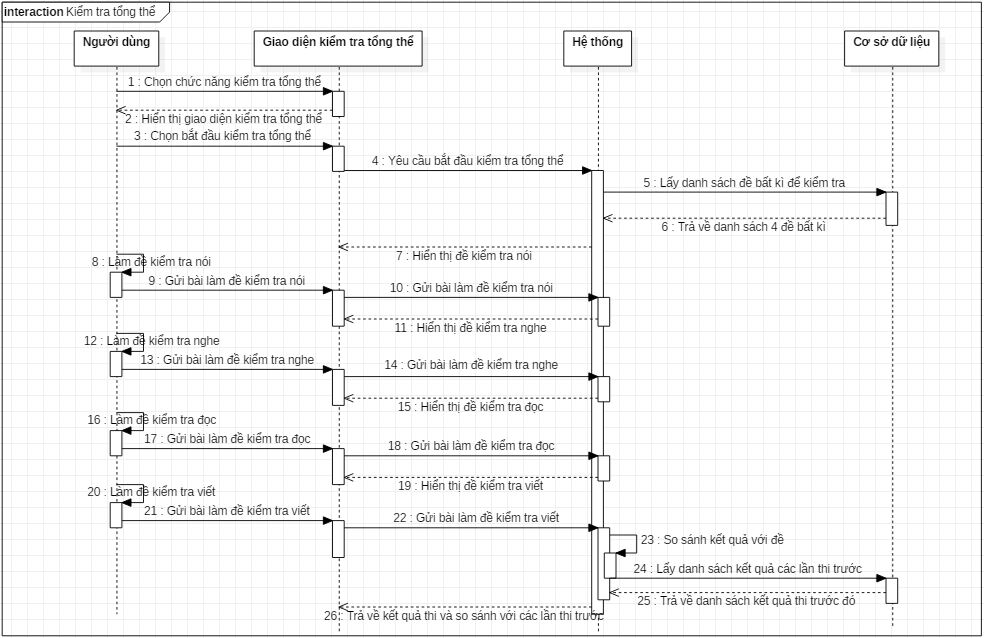 interaction Kiểm tra tổng thể
Người dùng
Giao diện kiểm tra tổng thể
Hệ thống
Cơ sở dữ liệu
1 : Chọn chức năng kiểm tra tổng thể
2 : Hiển thị giao diện kiểm tra tổng thể
3 : Chọn bắt đầu kiểm tra tổng thể
4 : Yêu cầu bắt đầu kiểm tra tổng thể
5 : Lấy danh sách đề bất kì để kiểm tra
6 : Trả về danh sách 4 đề bất kì
7 : Hiển thị đề kiểm tra nói
8 : Làm đề kiểm tra nói
9 : Gửi bài làm đề kiểm tra nói
10 : Gửi bài làm đề kiểm tra nói
11 : Hiển thị đề kiểm tra nghe
12 : Làm đề kiểm tra nghe
13 : Gửi bài làm đề kiểm tra nghe
14 : Gửi bài làm đề kiểm tra nghe
15 : Hiển thị đề kiểm tra đọc
16 : Làm đề kiểm tra đọc
17 : Gửi bài làm đề kiểm tra đọc
18 : Gửi bài làm đề kiểm tra đọc
19 : Hiển thị đề kiểm tra viết
20 : Làm đề kiểm tra viết
21 : Gửi bài làm đề kiểm tra viết
22 : Gửi bài làm đề kiểm tra viết
23 : So sánh kết quả với đề
24 : Lấy danh sách kết quả các lần thi trước
25 : Trả về danh sách kết quả thi trước đó
26 : Trả về kết quả thi và so sánh với các lần thi trước